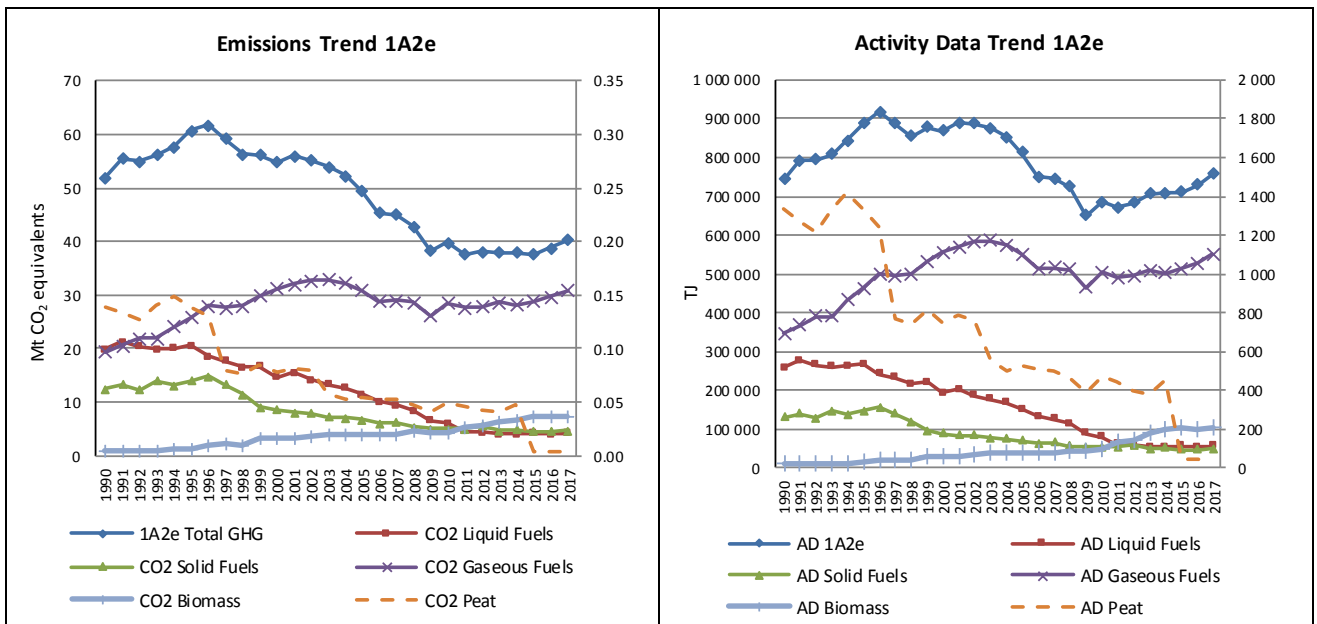 Emissions Trend 1A2e
Mt CO2 equivalents
70
60
50
40
30
20
10
0
0.35
0.30
0.25
0.20
0.15
0.10
0.05
0.00
1990 1991 1992 1993 1994 1995 1996 1997 1998 1999 2000 2001 2002 2003 2004 2005 2006 2007 2008 2009 2010 2011 2012 2013 2014 2015 2016 2017
1A2e Total GHG CO2 Liquid Fuels
CO2 Solid Fuels CO2 Gaseous Fuels
CO2 Biomass CO2 Peat
Activity Data Trend 1A2e
TJ
1 000 000
900 000
800 000
700 000
600 000
500 000
400 000
300 000
200 000
100 000
0
2 000
1 800
1 600
1 400
1 200
1 000
800
600
400
200
0
1990 1991 1992 1993 1994 1995 1996 1997 1998 1999 2000 2001 2002 2003 2004 2005 2006 2007 2008 2009 2010 2011 2012 2013 2014 2015 2016 2017
AD 1A2e AD Liquid Fuels
AD Solid Fuels AD Gaseous Fuels
AD Biomass AD Peat